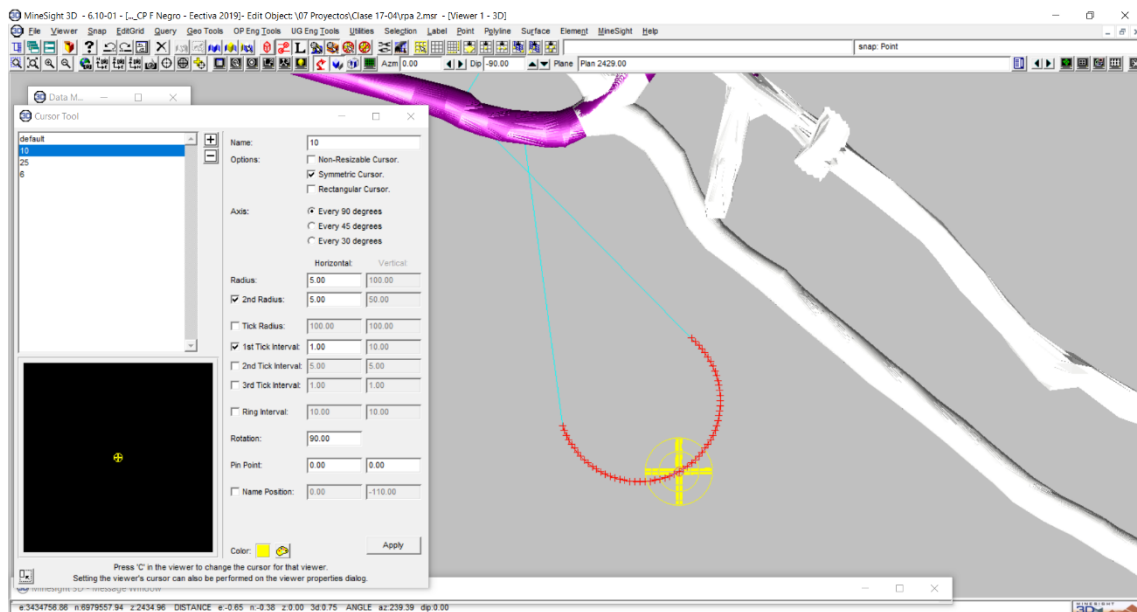 MineSight 3D - 6.10-01 - [..._CP F Negro - Eectiva 2019]- Edit Object: \07 Proyectos\Clase 17-04\rpa 2.msr - [Viewer 1 - 3D]
File Viewer Snap EditGrid Query Geo Tools OP Eng Tools UG Eng Tools Utilities Selection Label Point Polyline Surface Element MineSight Help
snap: Point
Azm 0.00 Dip -90.00 Plane Plan 2429.00
Data M...
Cursor Tool
default
10
25
6
Name: 10
Options: Non-Resizable Cursor.
Symmetric Cursor.
Rectangular Cursor.
Axis: Every 90 degrees
Every 45 degrees
Every 30 degrees
Horizontal: Vertical:
Radius: 5.00 100.00
2nd Radius: 5.00 50.00
Tick Radius: 100.00 100.00
1st Tick Interval: 1.00 10.00
2nd Tick Interval: 5.00 5.00
3rd Tick Interval: 1.00 1.00
Ring Interval: 10.00 10.00
Rotation: 90.00
Pin Point: 0.00 0.00
Name Position: 0.00 -110.00
Color: Apply
Press 'C' in the viewer to change the cursor for that viewer.
Setting the viewer's cursor can also be performed on the viewer properties dialog.
MineSight 3D - Message Window
e:3434756.86 n:6979557.94 z:2434.96 DISTANCE e:-0.65 n:-0.38 z:0.00 3d:0.75 ANGLE az:239.39 dip:0.00
MINESIGHT
3D